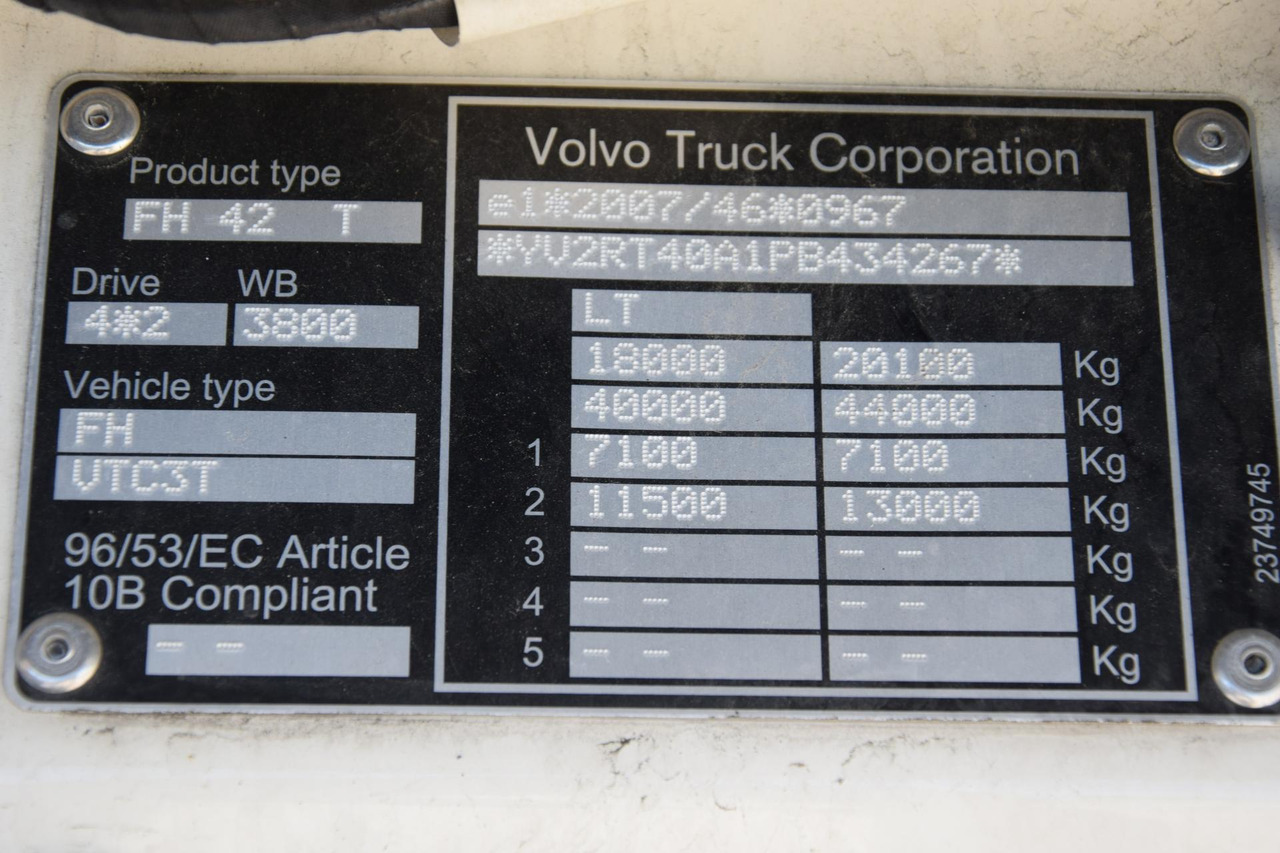 Product type
FH 42 T
Drive WB
4*2 3800
Vehicle type
FH
VTC3T
96/53/EC Article
10B Compliant
-- --
Volvo Truck Corporation
e1*2007/46*0967
*YV2RT40A1PB434267*
LT
18000 20100 Kg
40000 44000 Kg
1 7100 7100 Kg
2 11500 13000 Kg
3 -- -- -- -- Kg
4 -- -- -- -- Kg
5 -- -- -- -- Kg
23749745